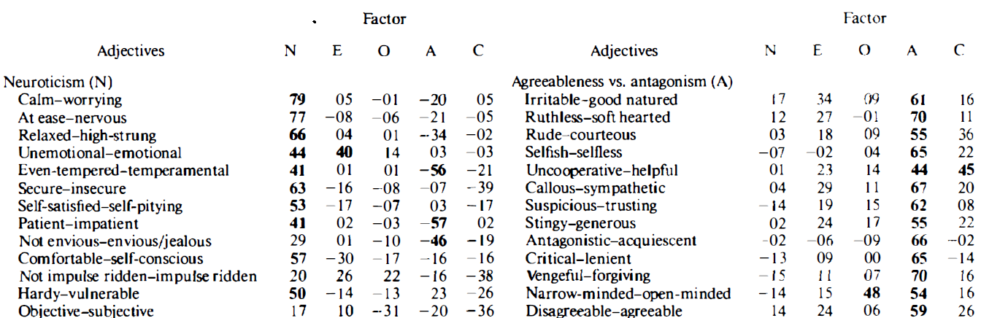 Factor
Adjectives N E O A C
Neuroticism (N)
Calm–worrying 79 05 −01 −20 05
At ease–nervous 77 −08 −06 −21 −05
Relaxed–high-strung 66 04 01 −34 −02
Unemotional–emotional 44 40 14 03 −03
Even-tempered–temperamental 41 01 01 −56 −21
Secure–insecure 63 −16 −08 −07 −39
Self-satisfied–self-pitying 53 −17 −07 03 −17
Patient–impatient 41 02 −03 −57 02
Not envious–envious/jealous 29 01 −10 −46 −19
Comfortable–self-conscious 57 −30 −17 −16 −16
Not impulse ridden–impulse ridden 20 26 22 −16 −38
Hardy–vulnerable 50 −14 −13 23 −26
Objective–subjective 17 10 −31 −20 −36
Factor
Adjectives N E O A C
Agreeableness vs. antagonism (A)
Irritable–good natured 17 34 09 61 16
Ruthless–soft hearted 12 27 −01 70 11
Rude–courteous 03 18 09 55 36
Selfish–selfless −07 −02 04 65 22
Uncooperative–helpful 01 23 14 44 45
Callous–sympathetic 04 29 11 67 20
Suspicious–trusting −14 19 15 62 08
Stingy–generous 02 24 17 55 22
Antagonistic–acquiescent −02 −06 −09 66 −02
Critical–lenient −13 09 00 65 −14
Vengeful–forgiving −15 11 07 70 16
Narrow-minded–open-minded −14 15 48 54 16
Disagreeable–agreeable 14 24 06 59 26